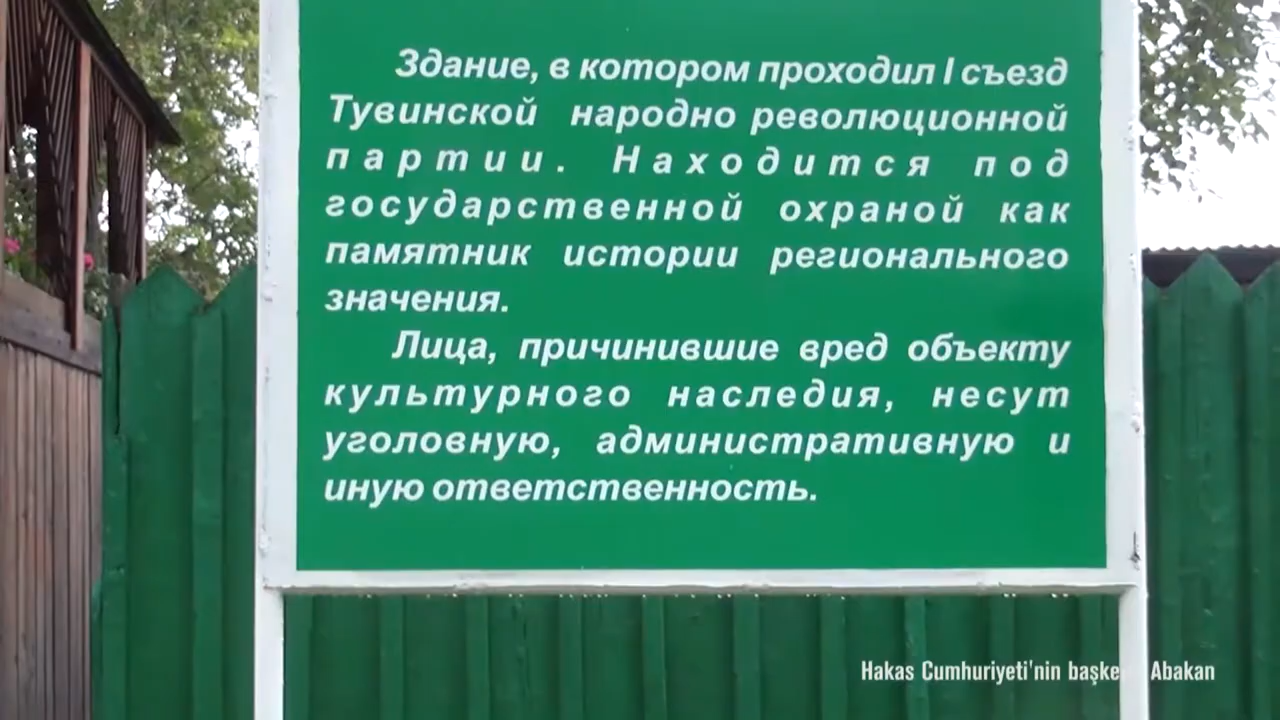 Здание, в котором проходил I съезд
Тувинской народно революционной
партии. Находится под
государственной охраной как
памятник истории регионального
значения.
Лица, причинившие вред объекту
культурного наследия, несут
уголовную, административную и
иную ответственность.
Hakas Cumhuriyeti'nin Abakan